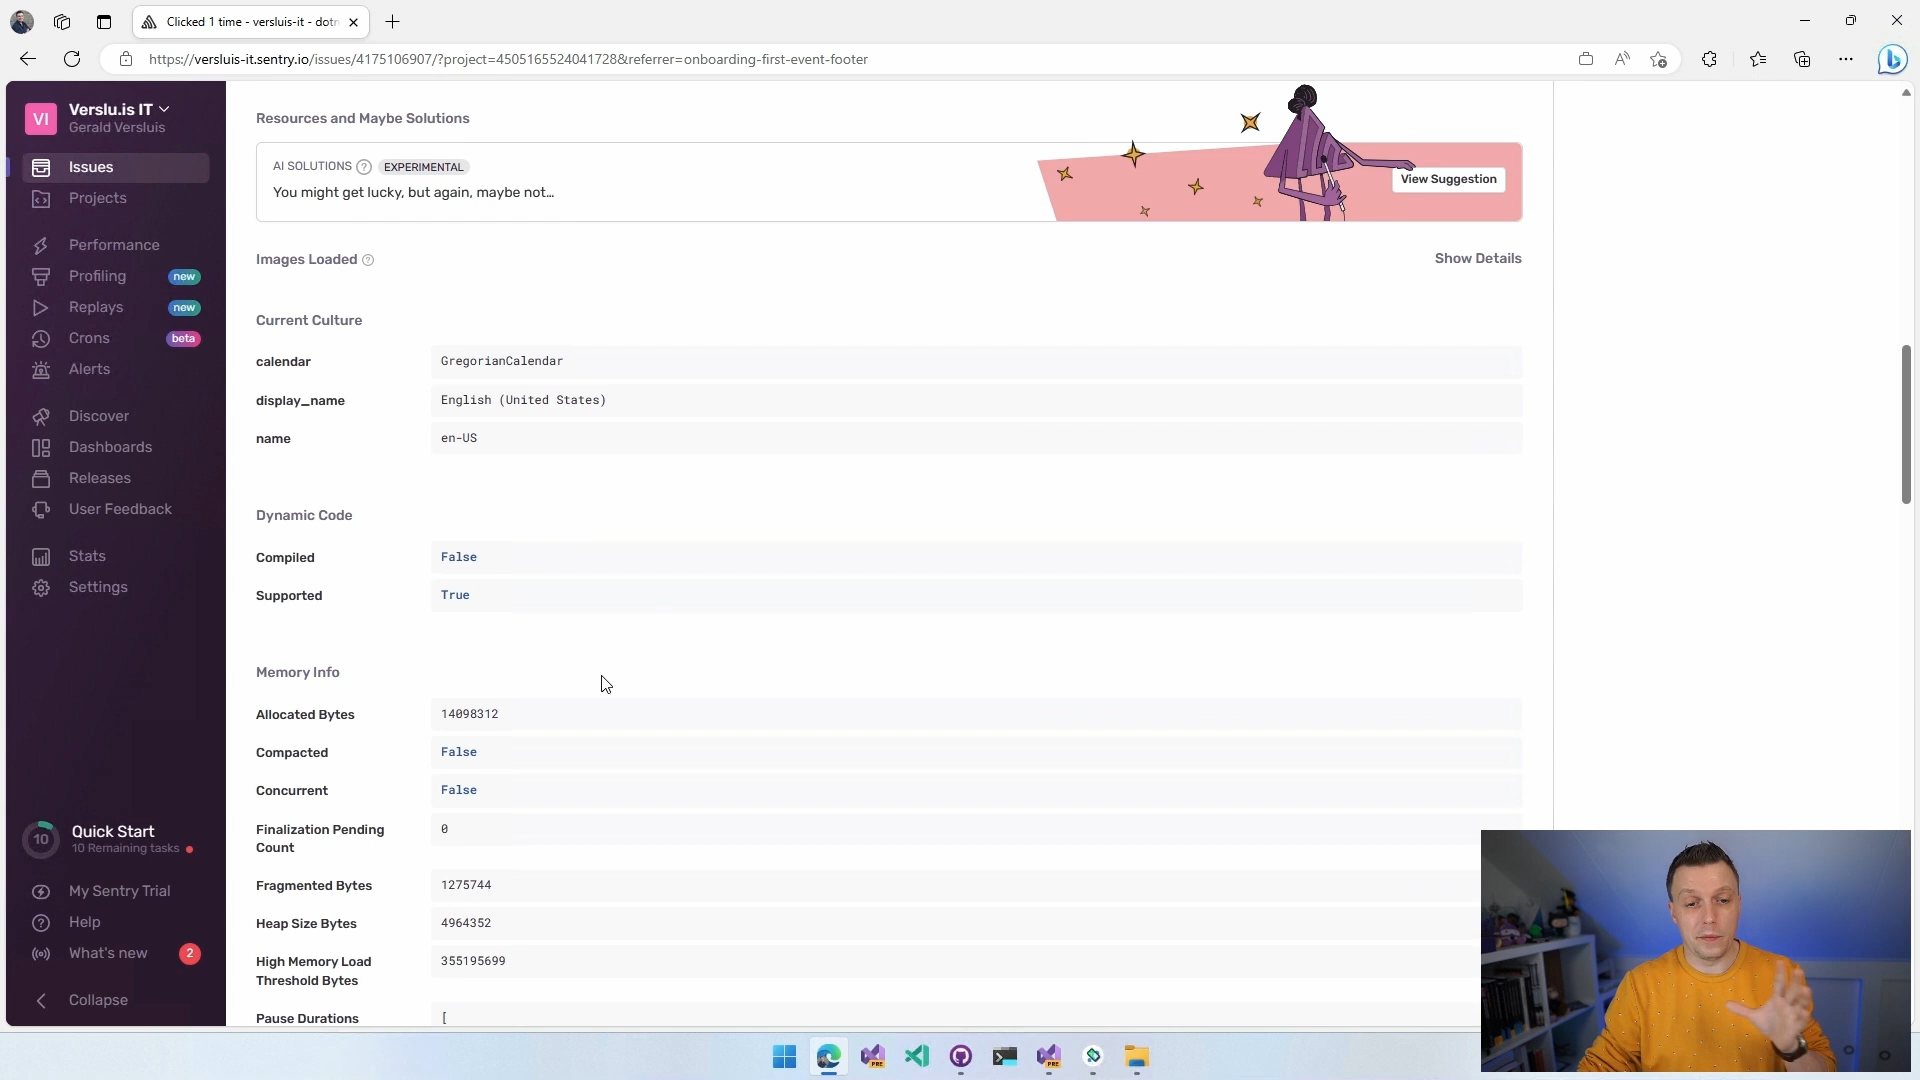 Clicked 1 time - versluis-it - dotn
https://versluis-it.sentry.io/issues/4175106907/?project=4505165524041728&referrer=onboarding-first-event-footer
VI
Verslu.is IT
Gerald Versluis
Issues
Projects
Performance
Profiling new
Replays new
Crons beta
Alerts
Discover
Dashboards
Releases
User Feedback
Stats
Settings
10
Quick Start
10 Remaining tasks
My Sentry Trial
Help
What's new 2
Collapse
Resources and Maybe Solutions
AI SOLUTIONS ? EXPERIMENTAL
You might get lucky, but again, maybe not…
View Suggestion
Images Loaded ?
Show Details
Current Culture
calendar GregorianCalendar
display_name English (United States)
name en-US
Dynamic Code
Compiled False
Supported True
Memory Info
Allocated Bytes 14098312
Compacted False
Concurrent False
Finalization Pending 0
Count
Fragmented Bytes 1275744
Heap Size Bytes 4964352
High Memory Load 355195699
Threshold Bytes
Pause Durations [
PRE
PRE